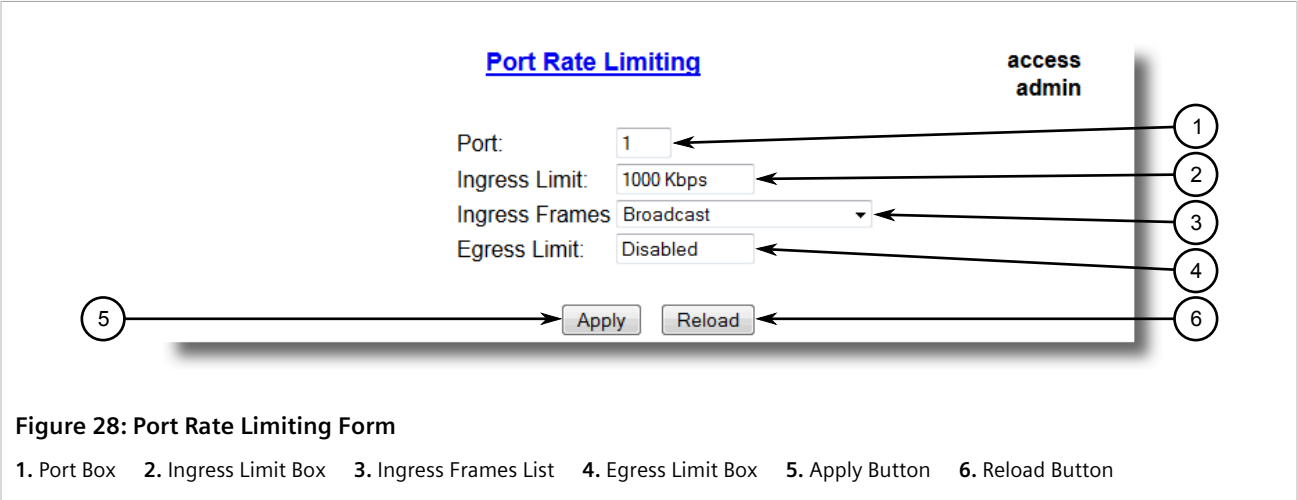 Port Rate Limiting
access
admin
Port: 1
1
Ingress Limit: 1000 Kbps
2
Ingress Frames Broadcast
3
Egress Limit: Disabled
4
5
Apply Reload
6
Figure 28: Port Rate Limiting Form
1. Port Box 2. Ingress Limit Box 3. Ingress Frames List 4. Egress Limit Box 5. Apply Button 6. Reload Button